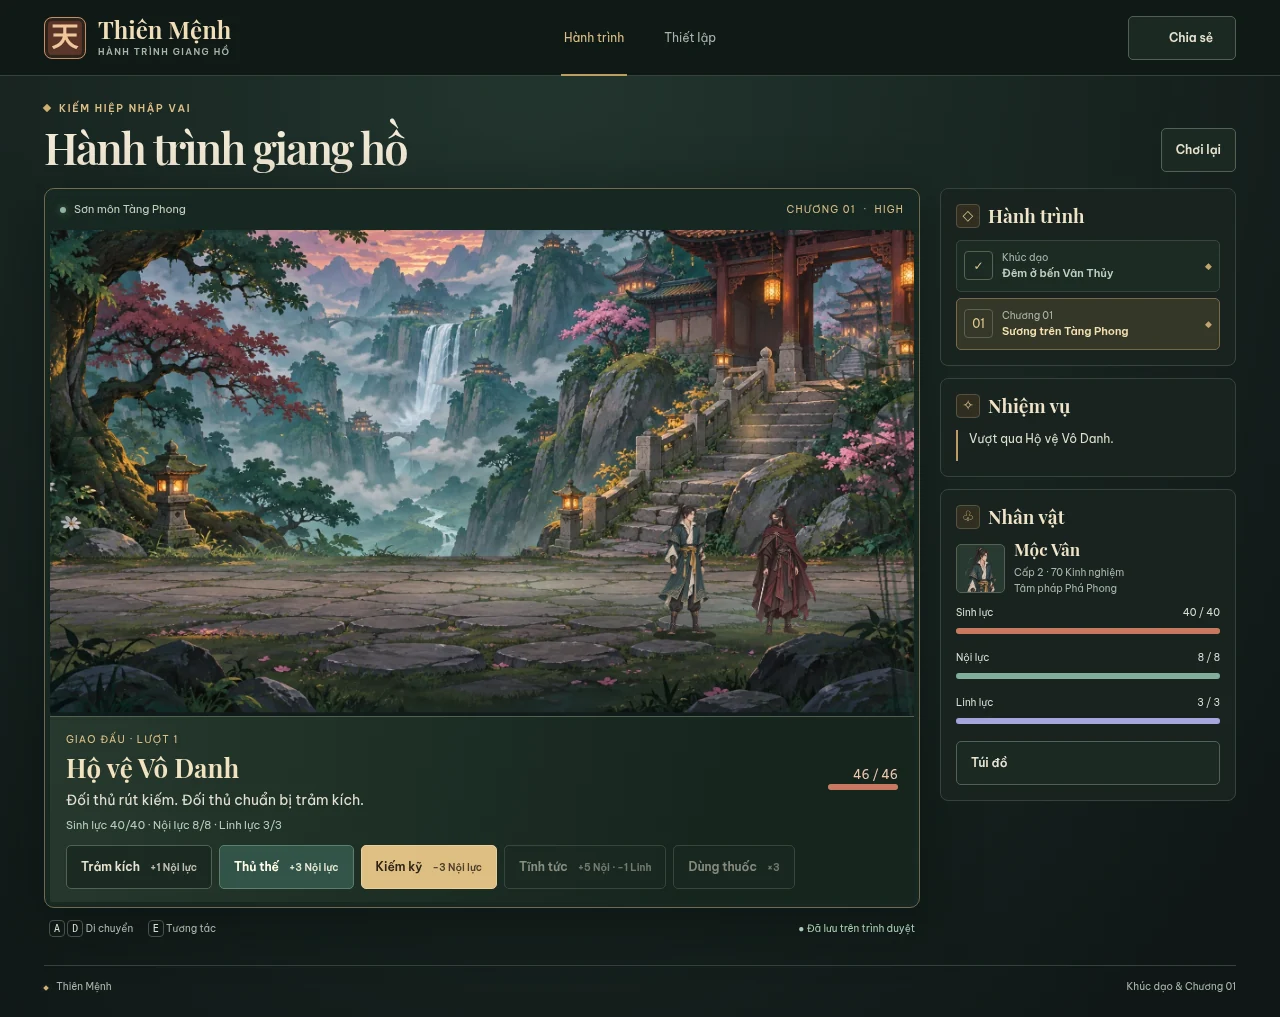 天
Thiên Mệnh
HÀNH TRÌNH GIANG HỒ
Hành trình
Thiết lập
Chia sẻ
KIẾM HIỆP NHẬP VAI
Hành trình giang hồ
Chơi lại
Sơn môn Tàng Phong
CHƯƠNG 01 · HIGH
GIAO ĐẤU · LƯỢT 1
Hộ vệ Vô Danh
46 / 46
Đối thủ rút kiếm. Đối thủ chuẩn bị trảm kích.
Sinh lực 40/40 · Nội lực 8/8 · Linh lực 3/3
Trảm kích +1 Nội lực
Thủ thế +3 Nội lực
Kiếm kỹ −3 Nội lực
Tĩnh tức +5 Nội · −1 Linh
Dùng thuốc ×3
A D Di chuyển E Tương tác
Đã lưu trên trình duyệt
Hành trình
Khúc dạo
Đêm ở bến Vân Thủy
01
Chương 01
Sương trên Tàng Phong
Nhiệm vụ
Vượt qua Hộ vệ Vô Danh.
Nhân vật
Mộc Vân
Cấp 2 · 70 Kinh nghiệm
Tâm pháp Phá Phong
Sinh lực 40 / 40
Nội lực 8 / 8
Linh lực 3 / 3
Túi đồ
Thiên Mệnh
Khúc dạo & Chương 01